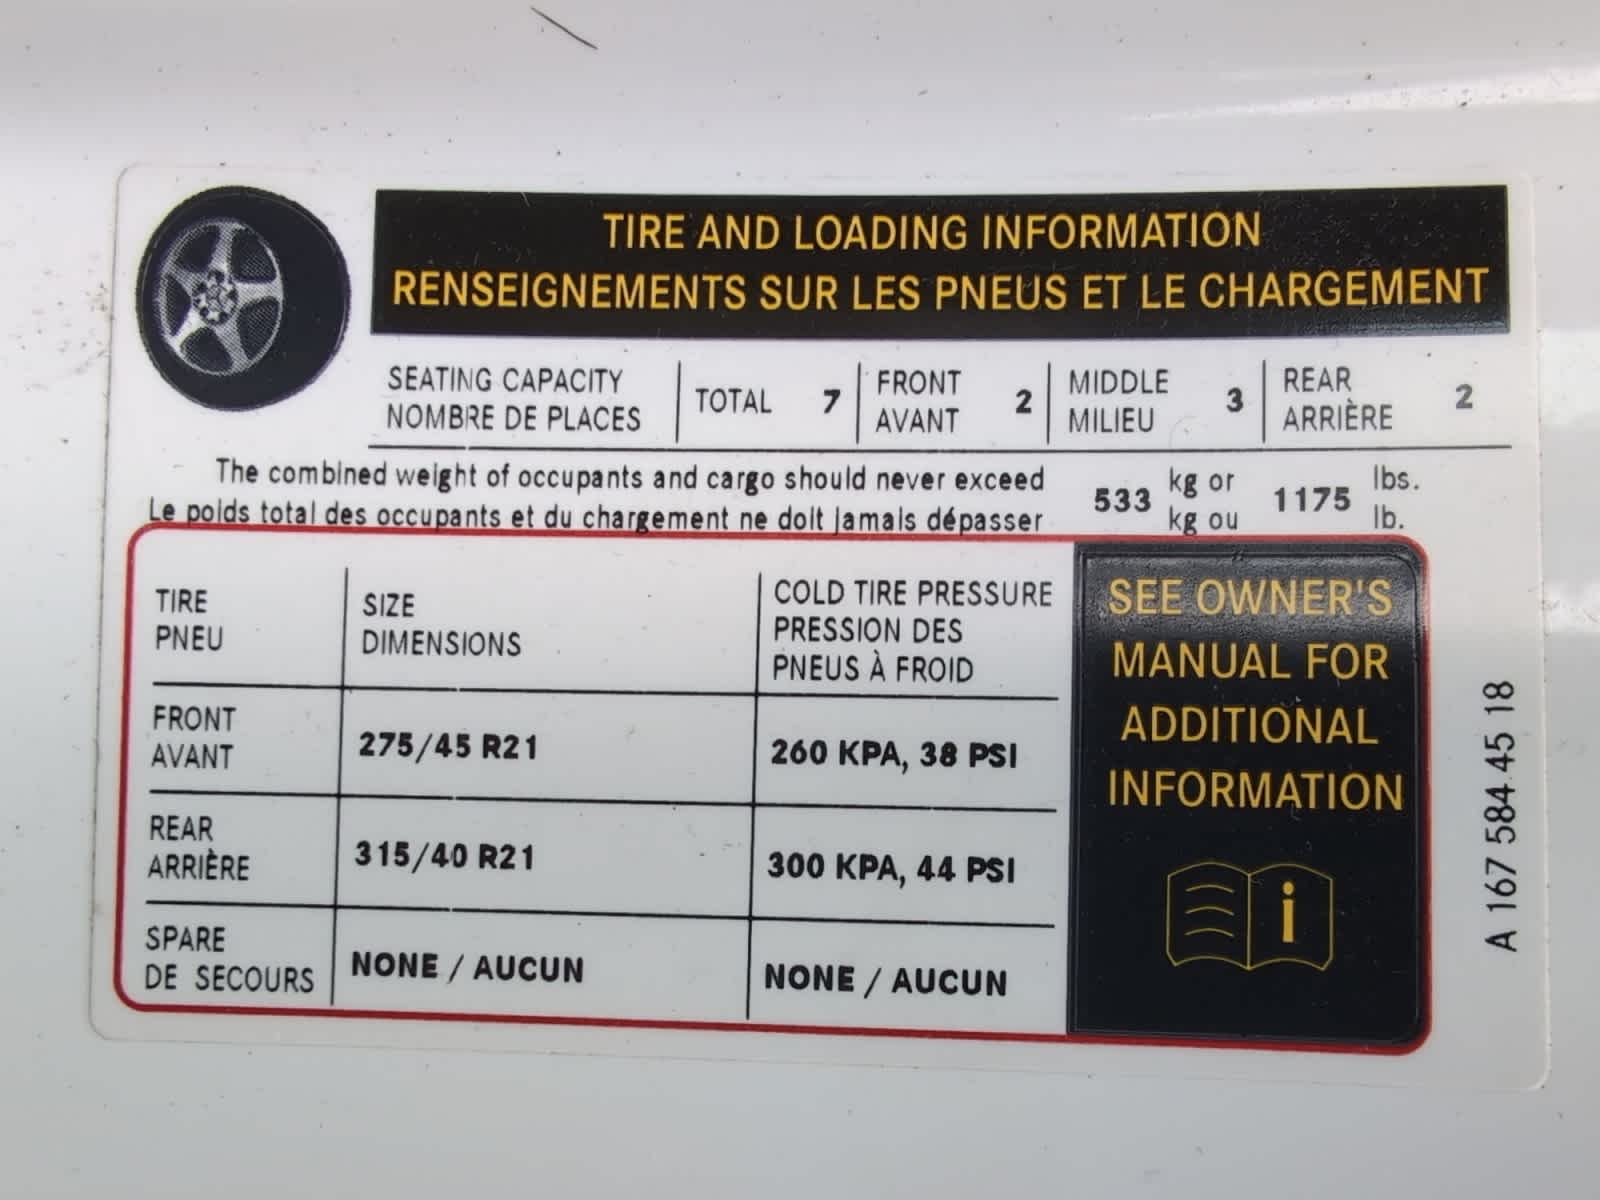 TIRE AND LOADING INFORMATION
RENSEIGNEMENTS SUR LES PNEUS ET LE CHARGEMENT
SEATING CAPACITY
NOMBRE DE PLACES
TOTAL 7
FRONT
AVANT 2
MIDDLE
MILIEU 3
REAR
ARRIÈRE 2
The combined weight of occupants and cargo should never exceed
Le poids total des occupants et du chargement ne doit jamais dépasser
533
kg or
kg ou
1175
lbs.
lb.
TIRE
PNEU
SIZE
DIMENSIONS
COLD TIRE PRESSURE
PRESSION DES
PNEUS À FROID
FRONT
AVANT
275/45 R21
260 KPA, 38 PSI
REAR
ARRIÈRE
315/40 R21
300 KPA, 44 PSI
SPARE
DE SECOURS
NONE / AUCUN
NONE / AUCUN
SEE OWNER'S
MANUAL FOR
ADDITIONAL
INFORMATION
i
A 167 584 45 18